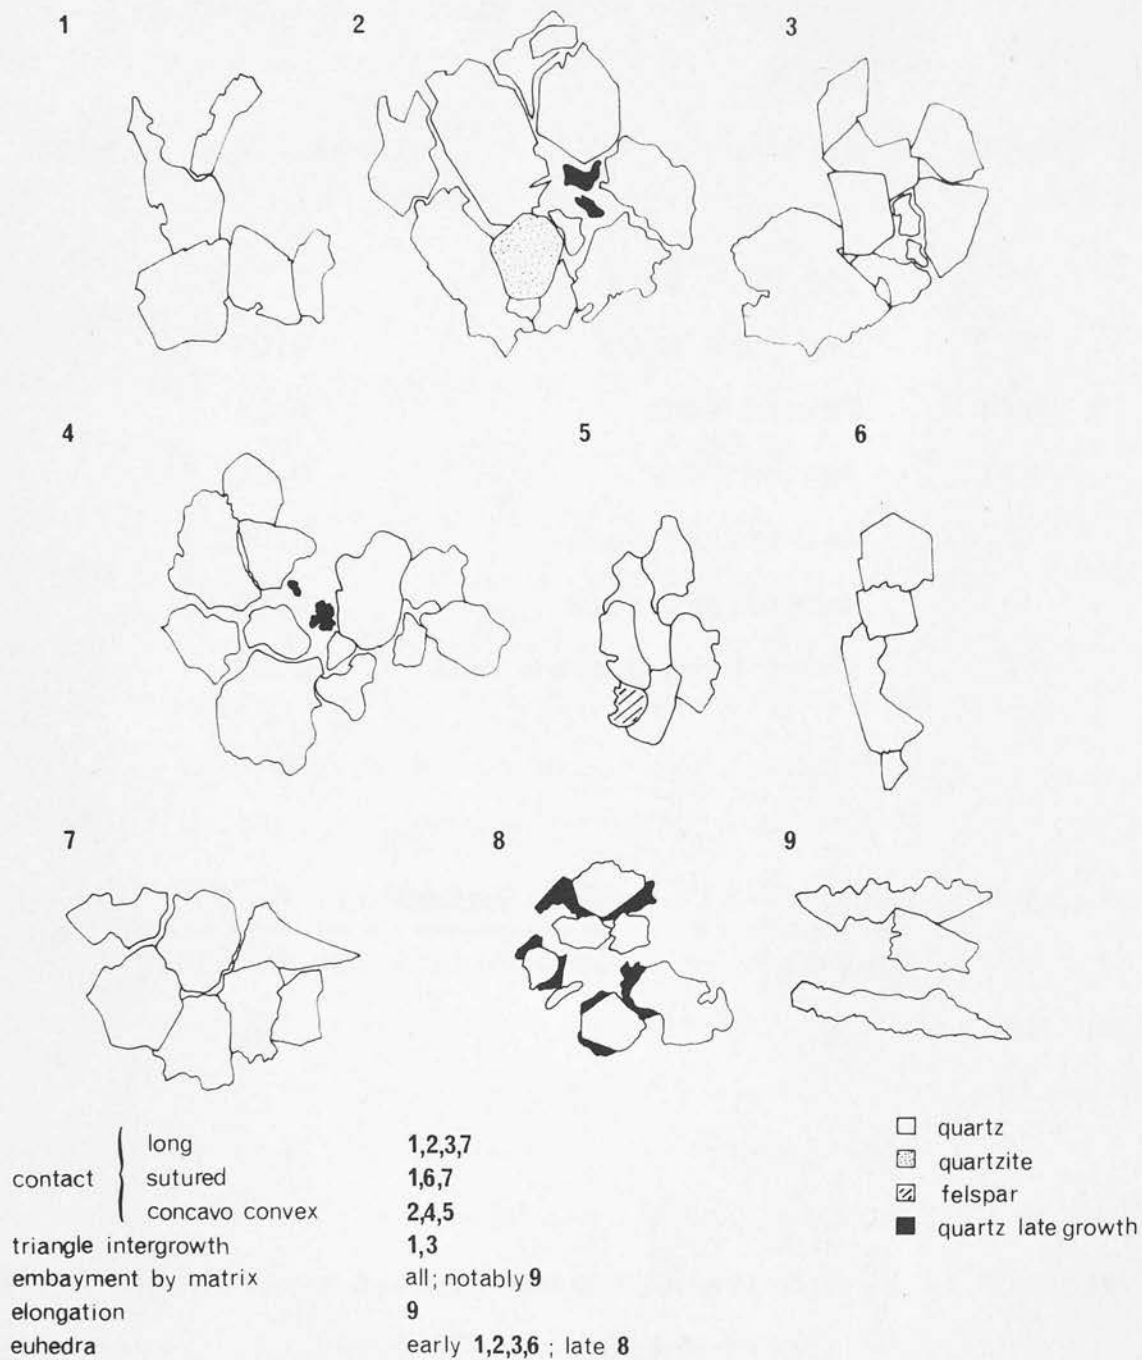 1
2
3
4
5
6
7
8
9
contact
long 1,2,3,7
sutured 1,6,7
concavo convex 2,4,5
triangle intergrowth 1,3
embayment by matrix all; notably 9
elongation 9
euhedra early 1,2,3,6 ; late 8
quartz
quartzite
felspar
quartz late growth